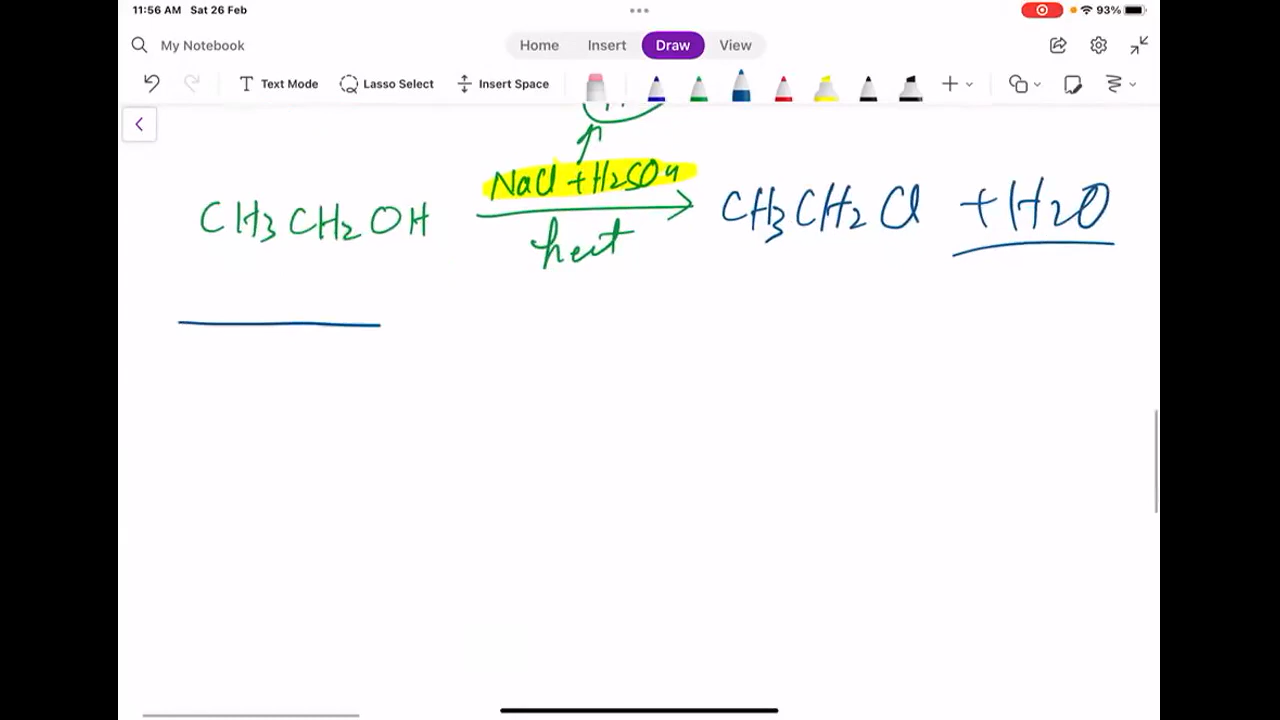 11:56 AM Sat 26 Feb
93%
My Notebook
Home Insert Draw View
Text Mode Lasso Select Insert Space
NaCl + H2SO4
CH3CH2OH CH3CH2Cl + H2O
heat